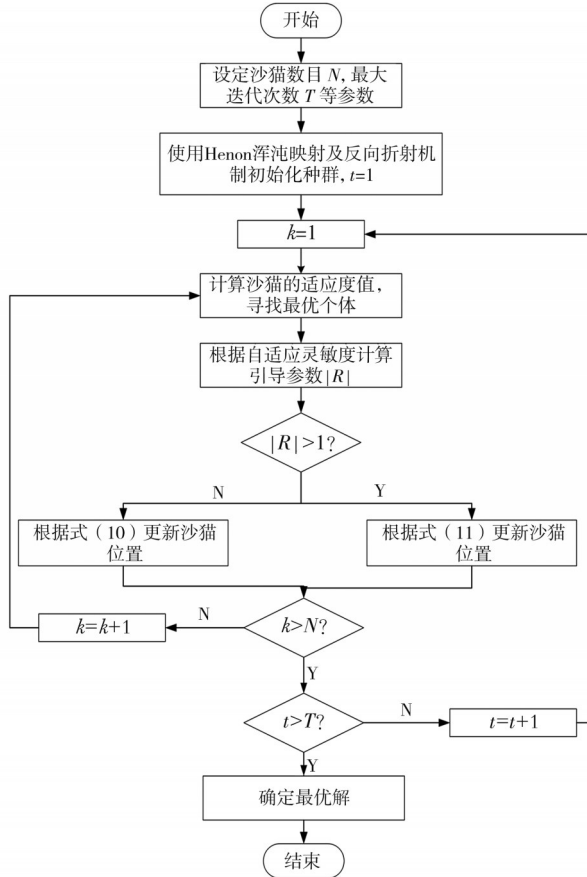 开始
设定沙猫数目 N, 最大
迭代次数 T 等参数
使用Henon浑沌映射及反向折射机
制初始化种群, t=1
k=1
计算沙猫的适应度值,
寻找最优个体
根据自适应灵敏度计算
引导参数|R|
|R|>1?
N
Y
根据式（10）更新沙猫
位置
根据式（11）更新沙猫
位置
k>N?
N
k=k+1
Y
t>T?
N
t=t+1
Y
确定最优解
结束